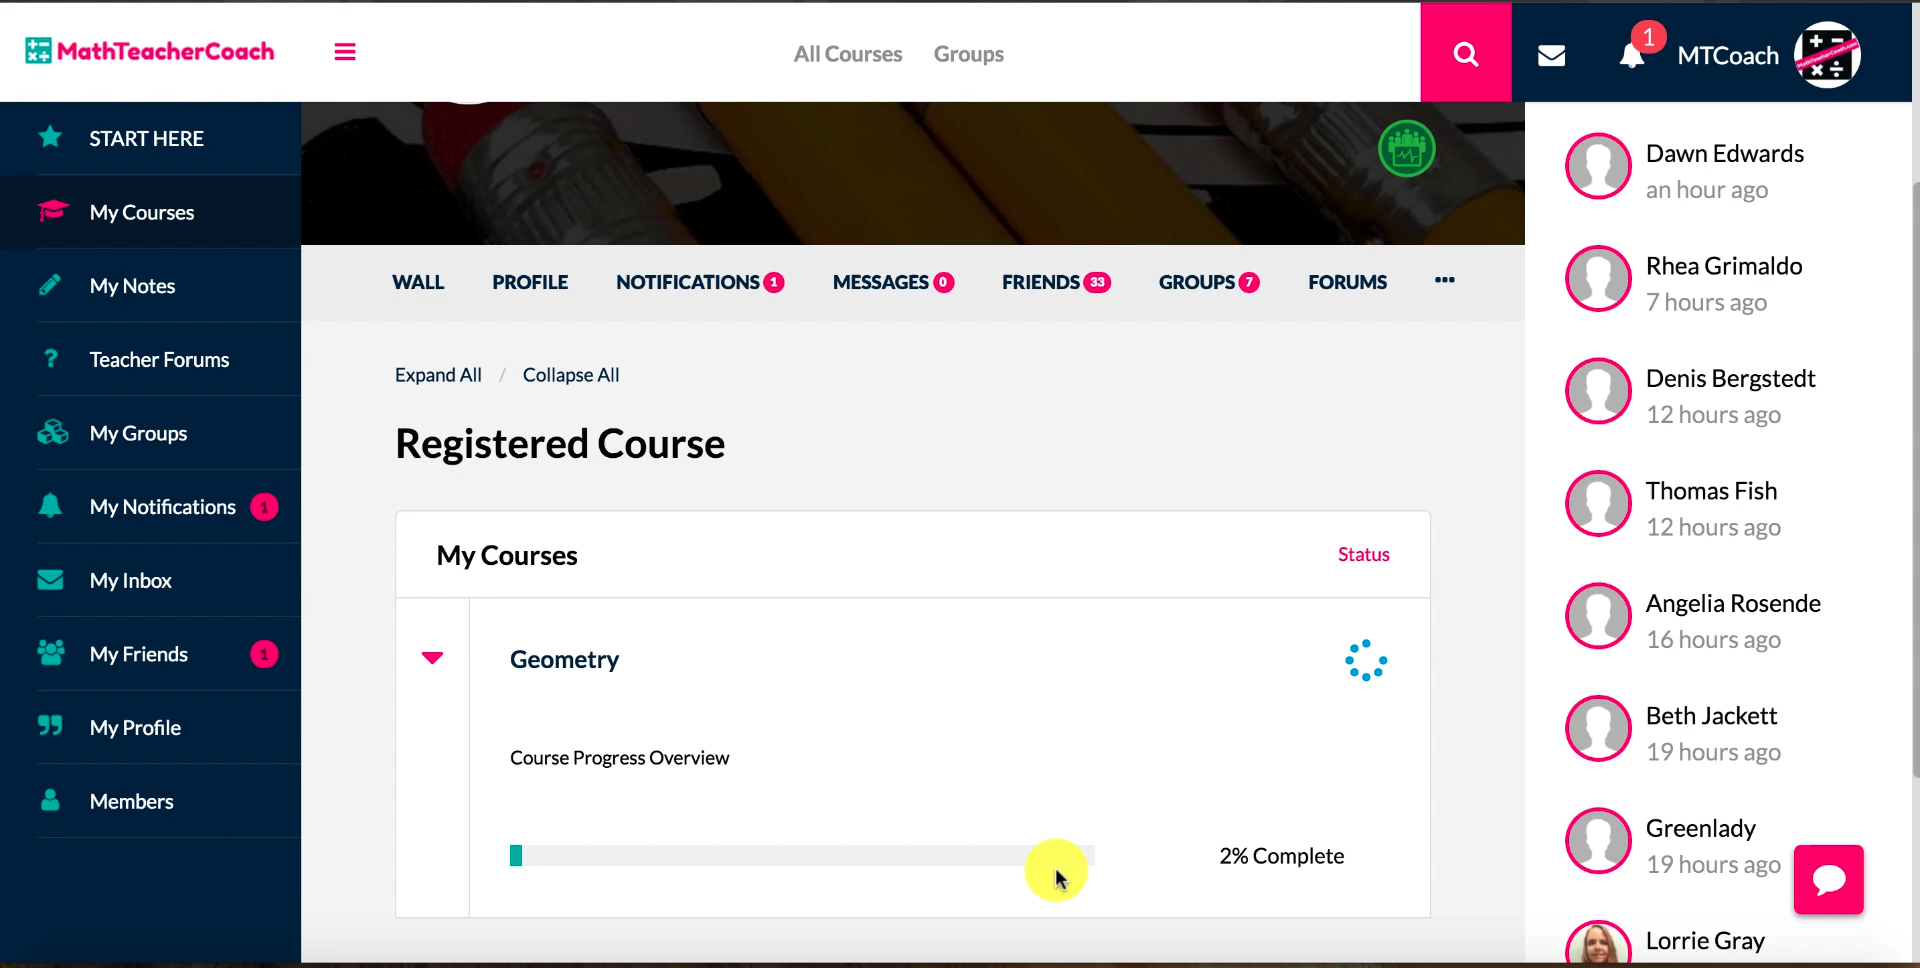 MathTeacherCoach
All Courses
Groups
1
MTCoach
START HERE
My Courses
My Notes
Teacher Forums
My Groups
My Notifications 1
My Inbox
My Friends 1
My Profile
Members
WALL
PROFILE
NOTIFICATIONS 1
MESSAGES 0
FRIENDS 33
GROUPS 7
FORUMS
•••
Expand All / Collapse All
Registered Course
My Courses
Status
Geometry
Course Progress Overview
2% Complete
Dawn Edwards
an hour ago
Rhea Grimaldo
7 hours ago
Denis Bergstedt
12 hours ago
Thomas Fish
12 hours ago
Angelia Rosende
16 hours ago
Beth Jackett
19 hours ago
Greenlady
19 hours ago
Lorrie Gray